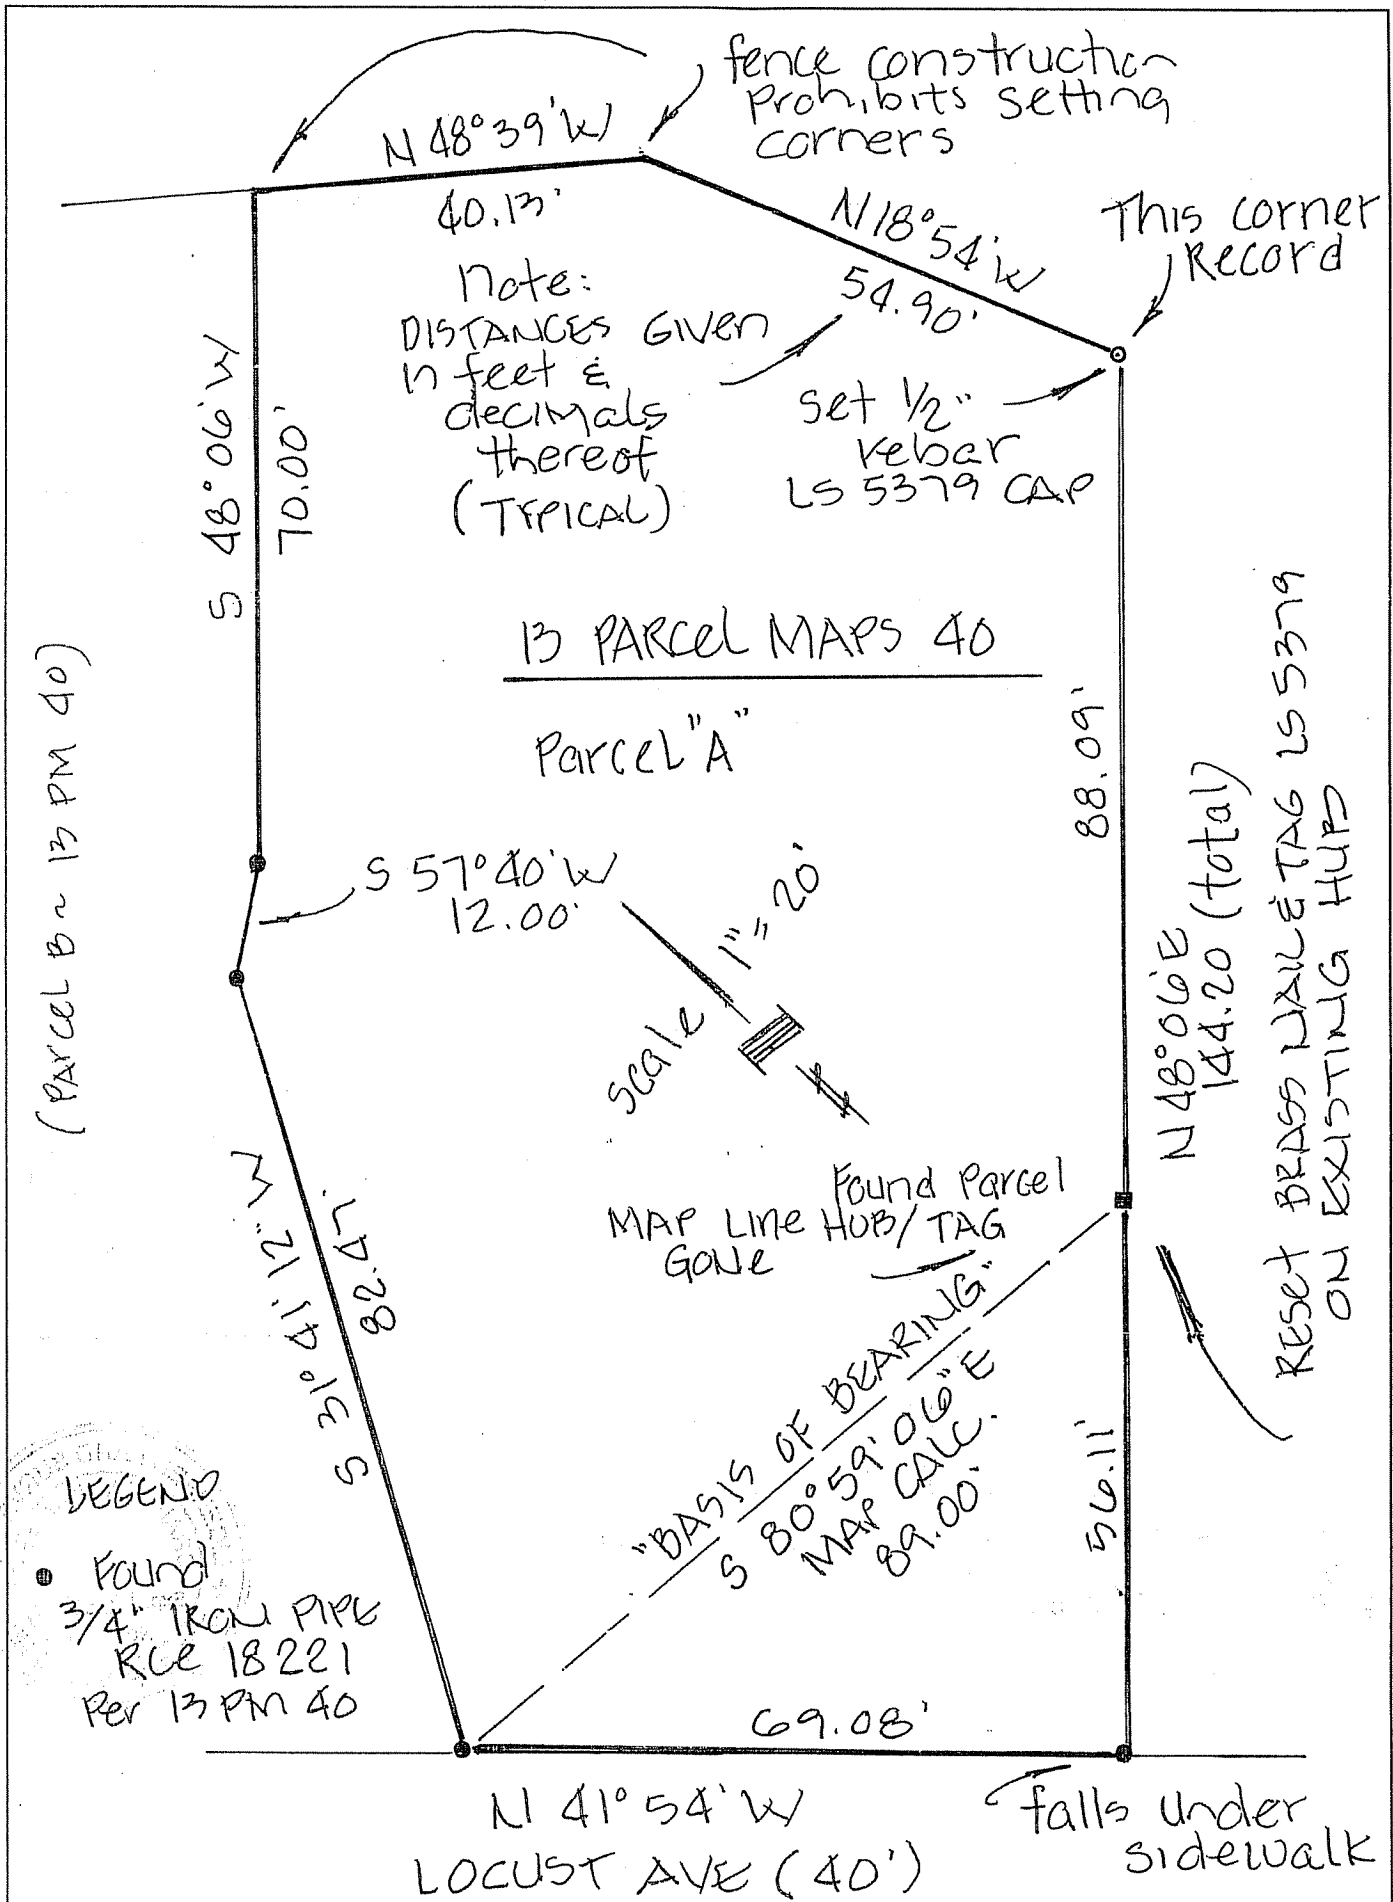 fence construction
Prohibits setting
corners
N 48°39' W
40.13'
N 18°54' W
54.90'
This corner
Record
Note:
DISTANCES GIVEN
in feet &
decimals
thereof
(TYPICAL)
set 1/2"
rebar
LS 5379 CAP
S 48°06' W
70.00'
13 PARCEL MAPS 40
Parcel "A"
(PARCEL B ~ 13 PM 40)
88.09'
S 57°40' W
12.00'
scale 1" = 20'
N 48°06' E
144.20 (total)
RESET BRASS NAIL & TAG LS 5379
ON EXISTING HUBS
Found Parcel
MAP Line HUB/TAG
GONE
S 31° 41' 12" W
82.47'
"BASIS OF BEARING"
S 80°59'06" E
MAP CALC.
89.00'
56.11'
LEGEND
Found
3/4" IRON PIPE
RCE 18221
Per 13 PM 40
69.08'
N 41°54' W
LOCUST AVE (40')
falls under
sidewalk